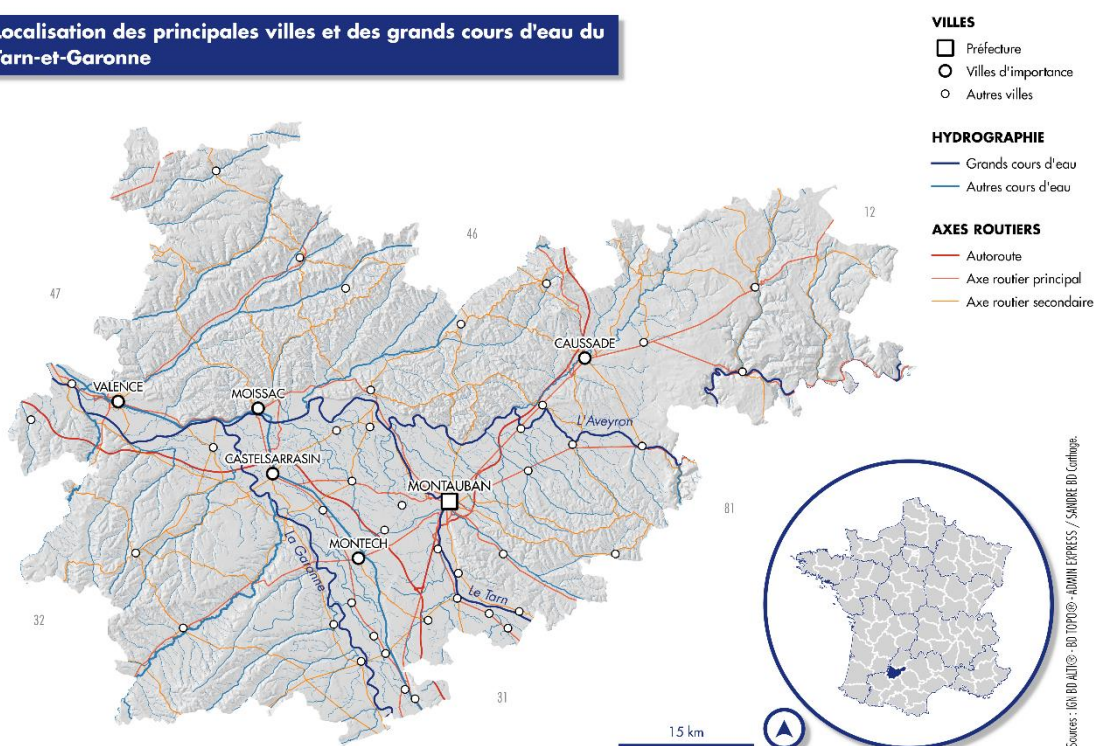 Localisation des principales villes et des grands cours d'eau du
Tarn-et-Garonne
VILLES
Préfecture
Villes d'importance
Autres villes
HYDROGRAPHIE
Grands cours d'eau
Autres cours d'eau
AXES ROUTIERS
Autoroute
Axe routier principal
Axe routier secondaire
12
46
47
CAUSSADE
VALENCE
MOISSAC
L'Aveyron
CASTELSARRASIN
MONTAUBAN
81
MONTECH
La Garonne
Le Tarn
32
31
15 km
Sources : IGN BD ALTI® - BD TOPO® - ADMIN EXPRESS / SANDRE BD Carthage.